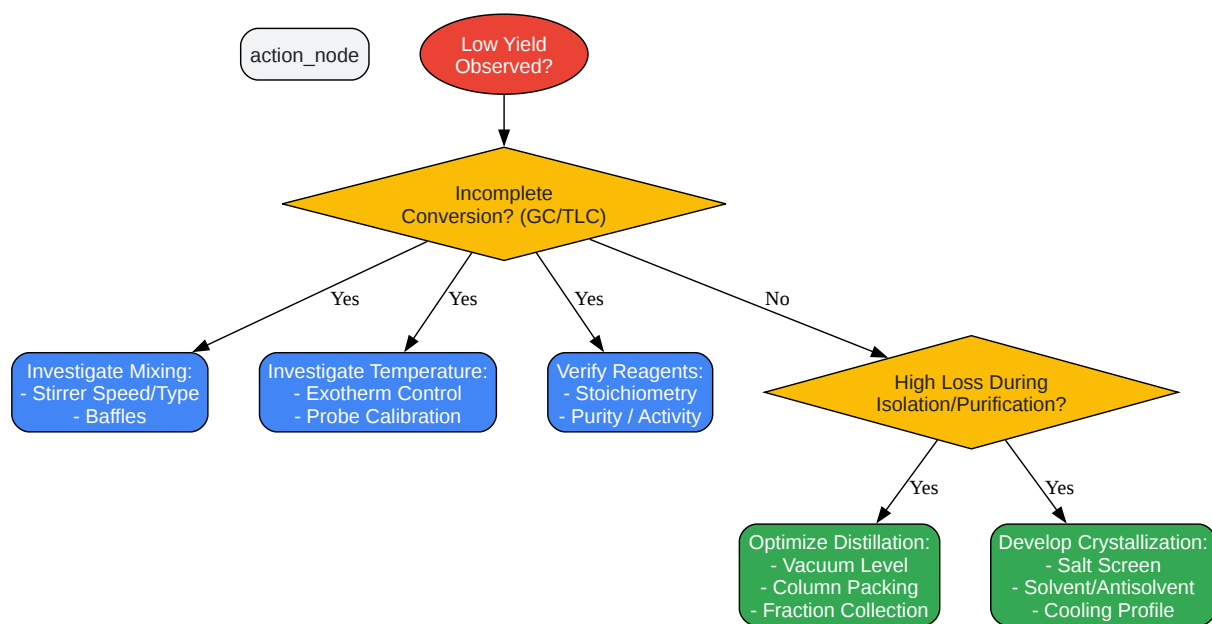 action_node
Low Yield
Observed?
Incomplete
Conversion? (GC/TLC)
Yes
Yes
Yes
No
Investigate Mixing:
- Stirrer Speed/Type
- Baffles
Investigate Temperature:
- Exotherm Control
- Probe Calibration
Verify Reagents:
- Stoichiometry
- Purity / Activity
High Loss During
Isolation/Purification?
Yes
Yes
Optimize Distillation:
- Vacuum Level
- Column Packing
- Fraction Collection
Develop Crystallization:
- Salt Screen
- Solvent/Antisolvent
- Cooling Profile